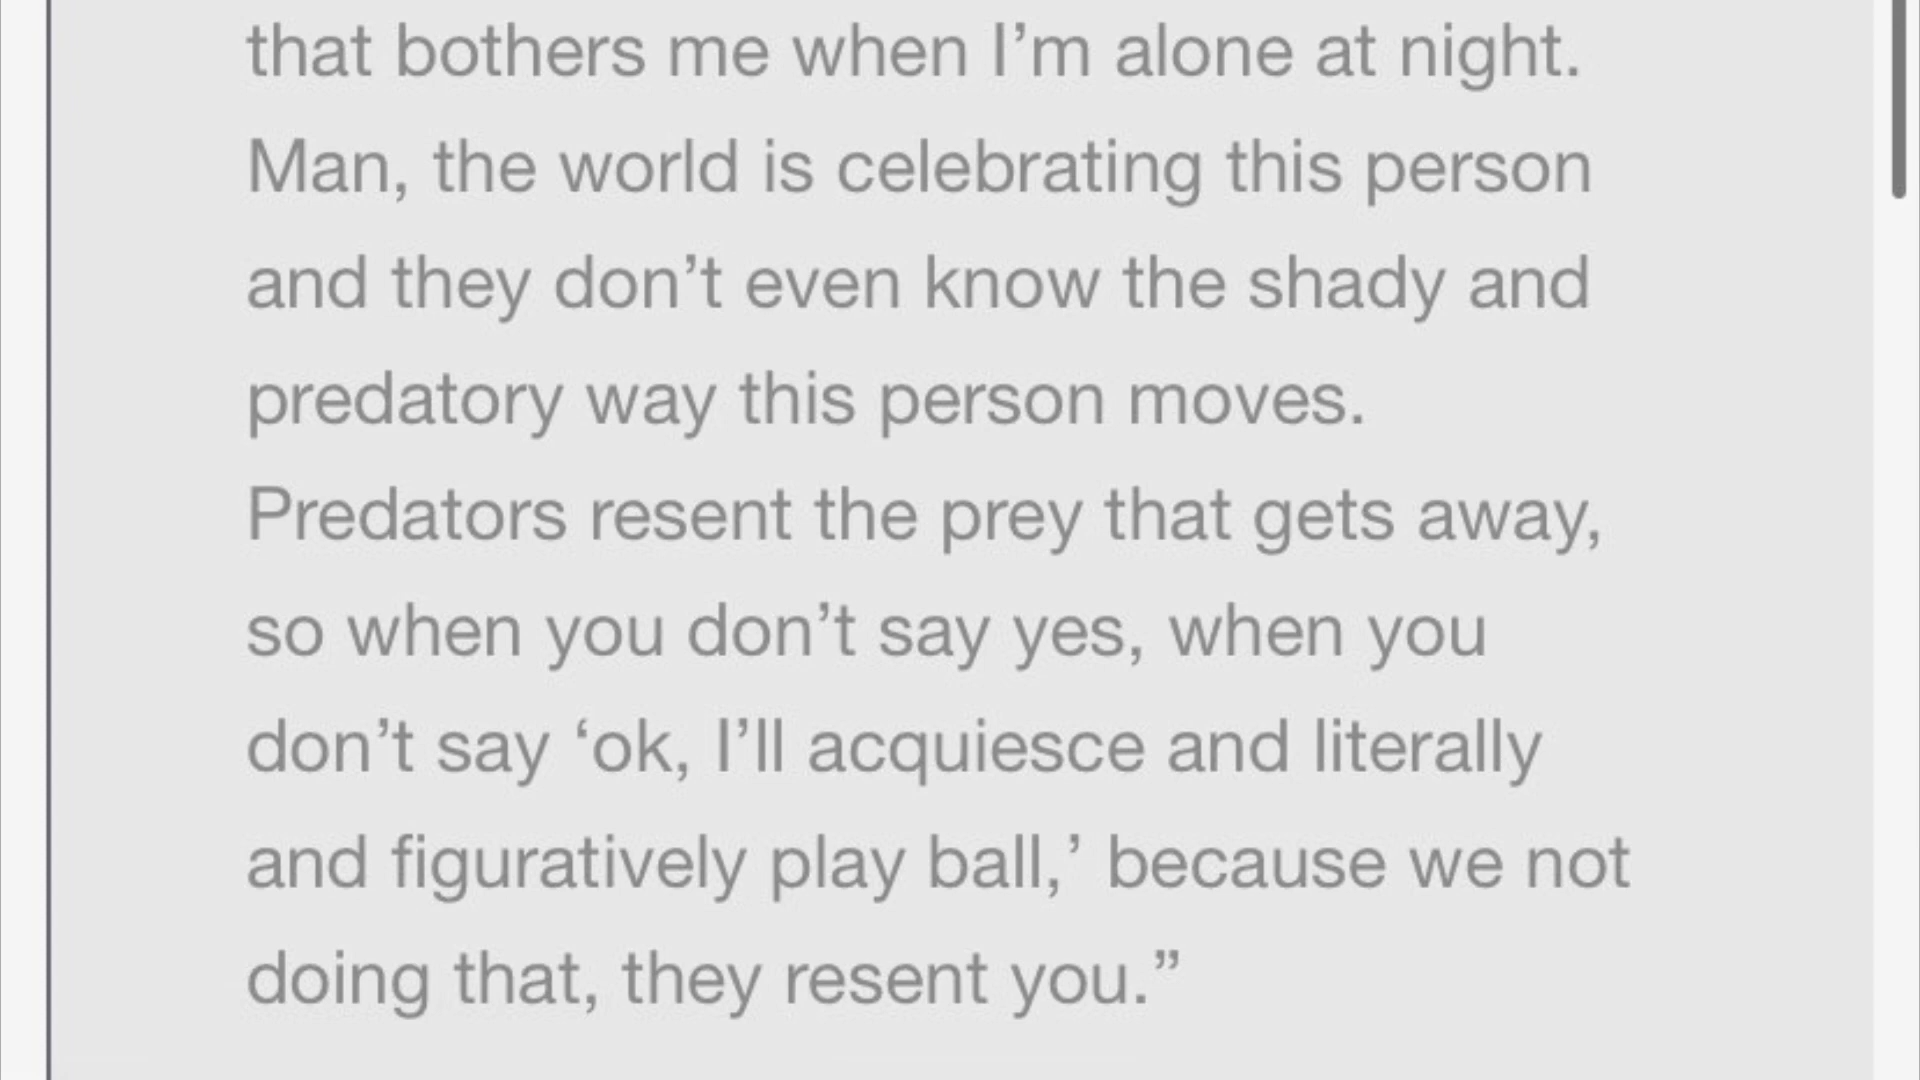 that bothers me when I’m alone at night.
Man, the world is celebrating this person
and they don’t even know the shady and
predatory way this person moves.
Predators resent the prey that gets away,
so when you don’t say yes, when you
don’t say ‘ok, I’ll acquiesce and literally
and figuratively play ball,’ because we not
doing that, they resent you.”